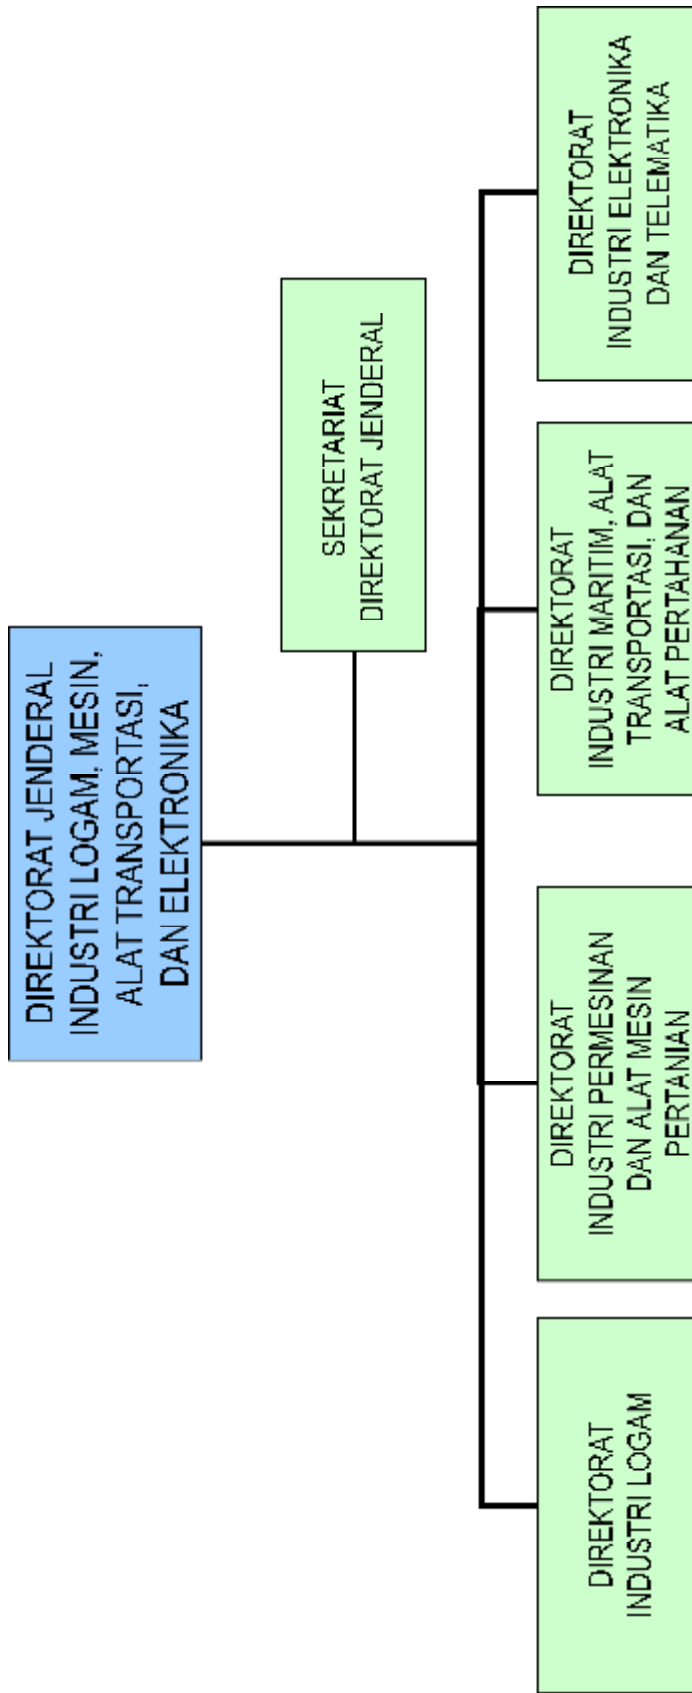 DIREKTORAT JENDERAL
INDUSTRI LOGAM, MESIN,
ALAT TRANSPORTASI,
DAN ELEKTRONIKA
SEKRETARIAT
DIREKTORAT JENDERAL
DIREKTORAT
INDUSTRI LOGAM
DIREKTORAT
INDUSTRI PERMESINAN
DAN ALAT MESIN
PERTANIAN
DIREKTORAT
INDUSTRI MARITIM, ALAT
TRANSPORTASI, DAN
ALAT PERTAHANAN
DIREKTORAT
INDUSTRI ELEKTRONIKA
DAN TELEMATIKA